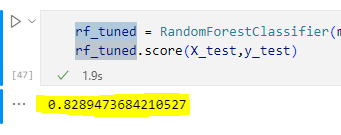 rf_tuned = RandomForestClassifier(
rf_tuned.score(X_test,y_test)
[47]
1.9s
0.8289473684210527